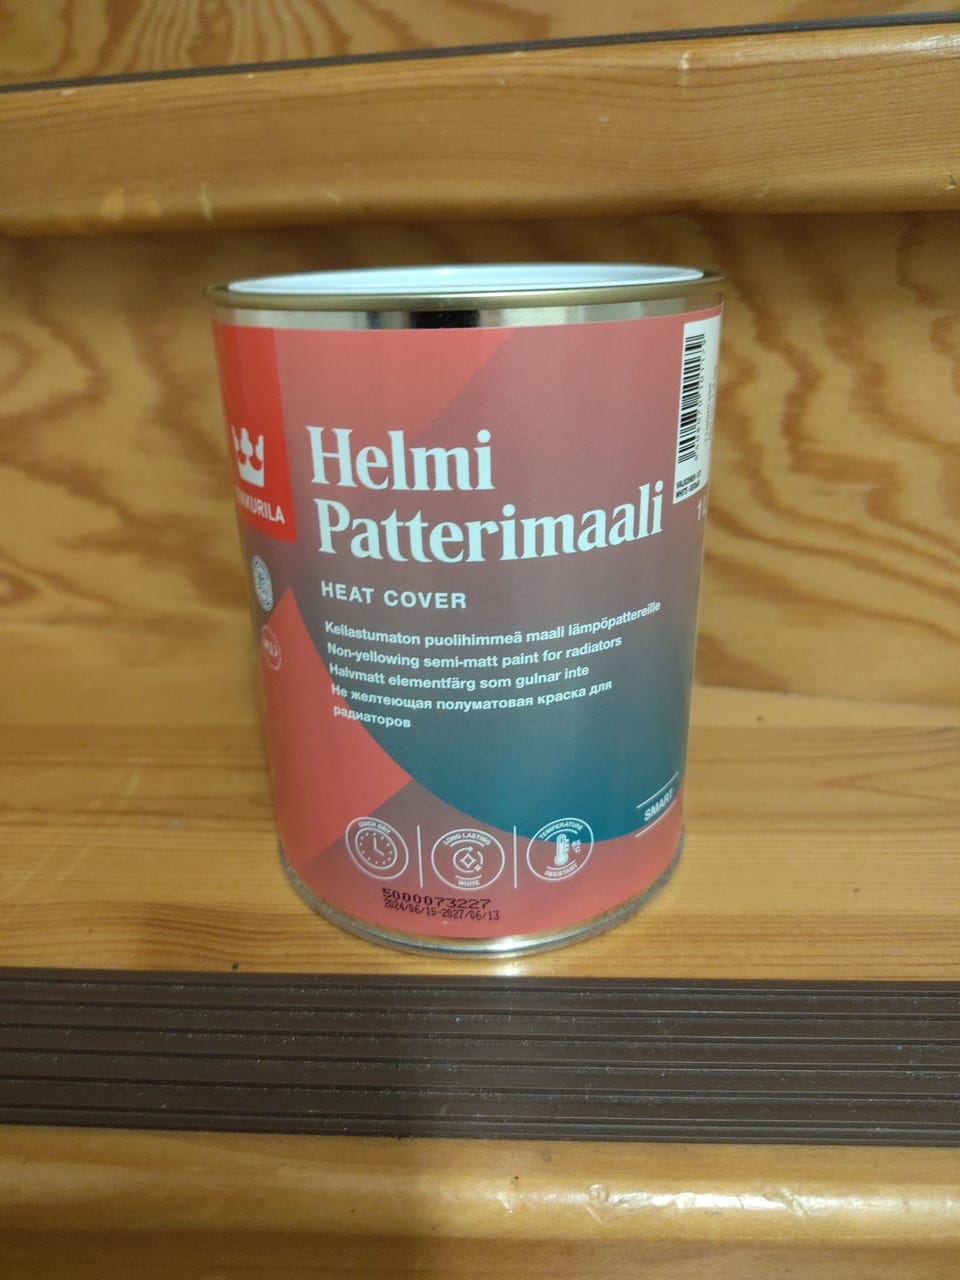 TIKKURILA
Helmi
Patterimaali
HEAT COVER
Kellastumaton puolihimmeä maali lämpöpattereille
Non-yellowing semi-matt paint for radiators
Halvmatt elementfärg som gulnar inte
Не желтеющая полуматовая краска для
радиаторов
SMART
QUICK DRY
LONG LASTING
WHITE
TEMPERATURE
RESISTANT
5000073227
2024/06/19-2027/06/13